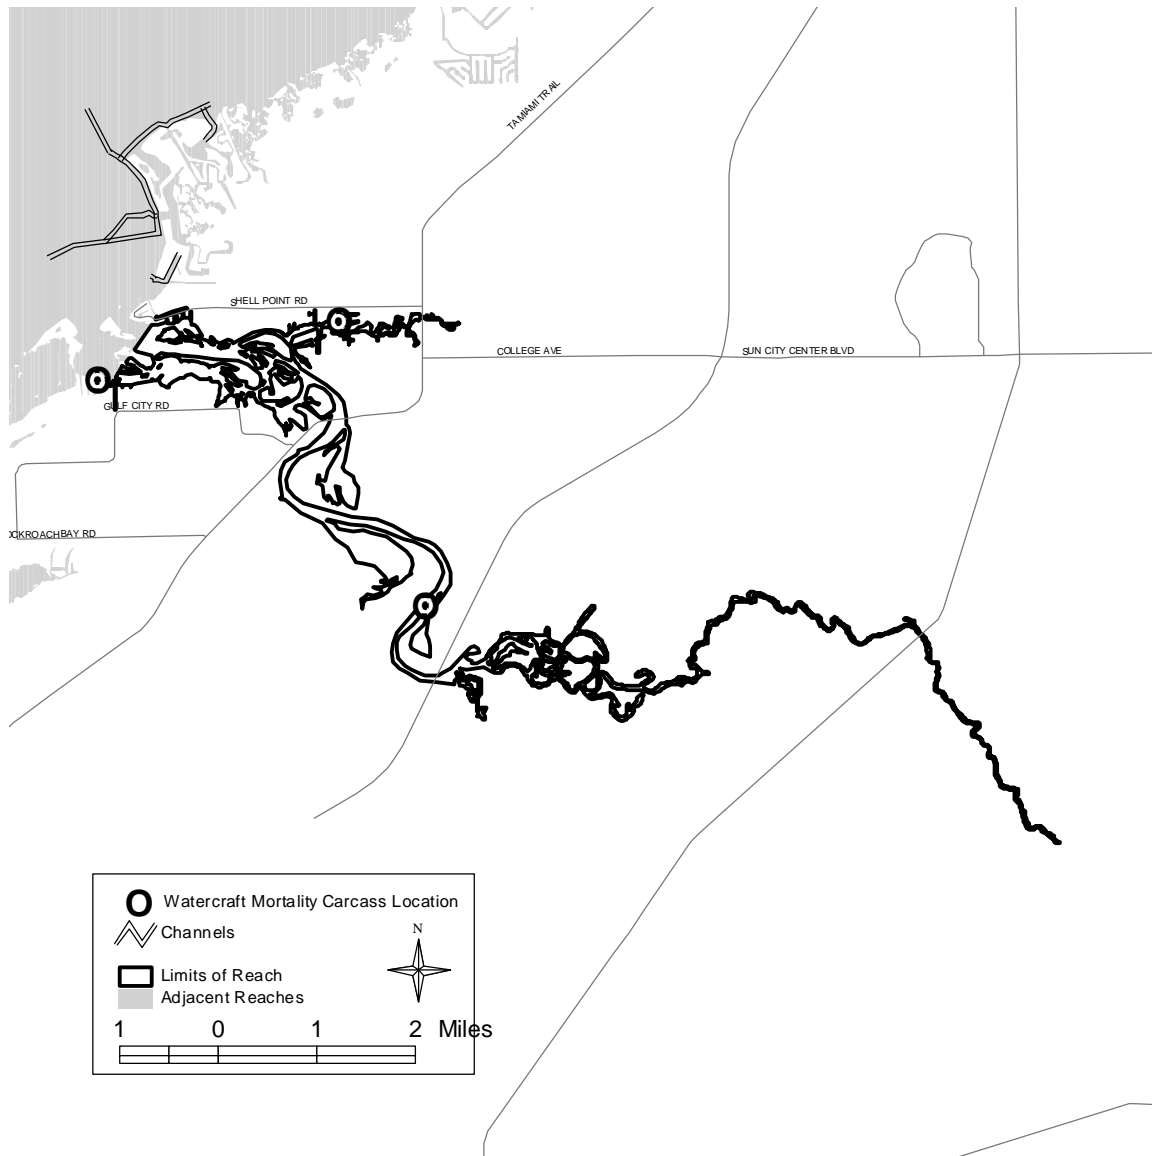 TAMIAMI TRAIL
SHELL POINT RD
COLLEGE AVE
SUN CITY CENTER BLVD
GULF CITY RD
OCKROACH BAY RD
Watercraft Mortality Carcass Location
Channels
N
Limits of Reach
Adjacent Reaches
1 0 1 2 Miles